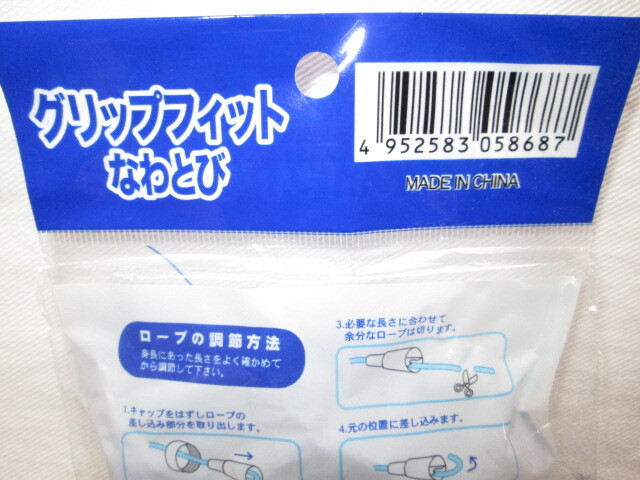 グリップフィット
なわとび
4 952583 058687
MADE IN CHINA
ロープの調節方法
身長にあった長さをよく確かめて
から調節して下さい。
1.キャップをはずしロープの
差し込み部分を取り出します。
3.必要な長さに合わせて
余分なロープは切ります。
4.元の位置に差し込みます。